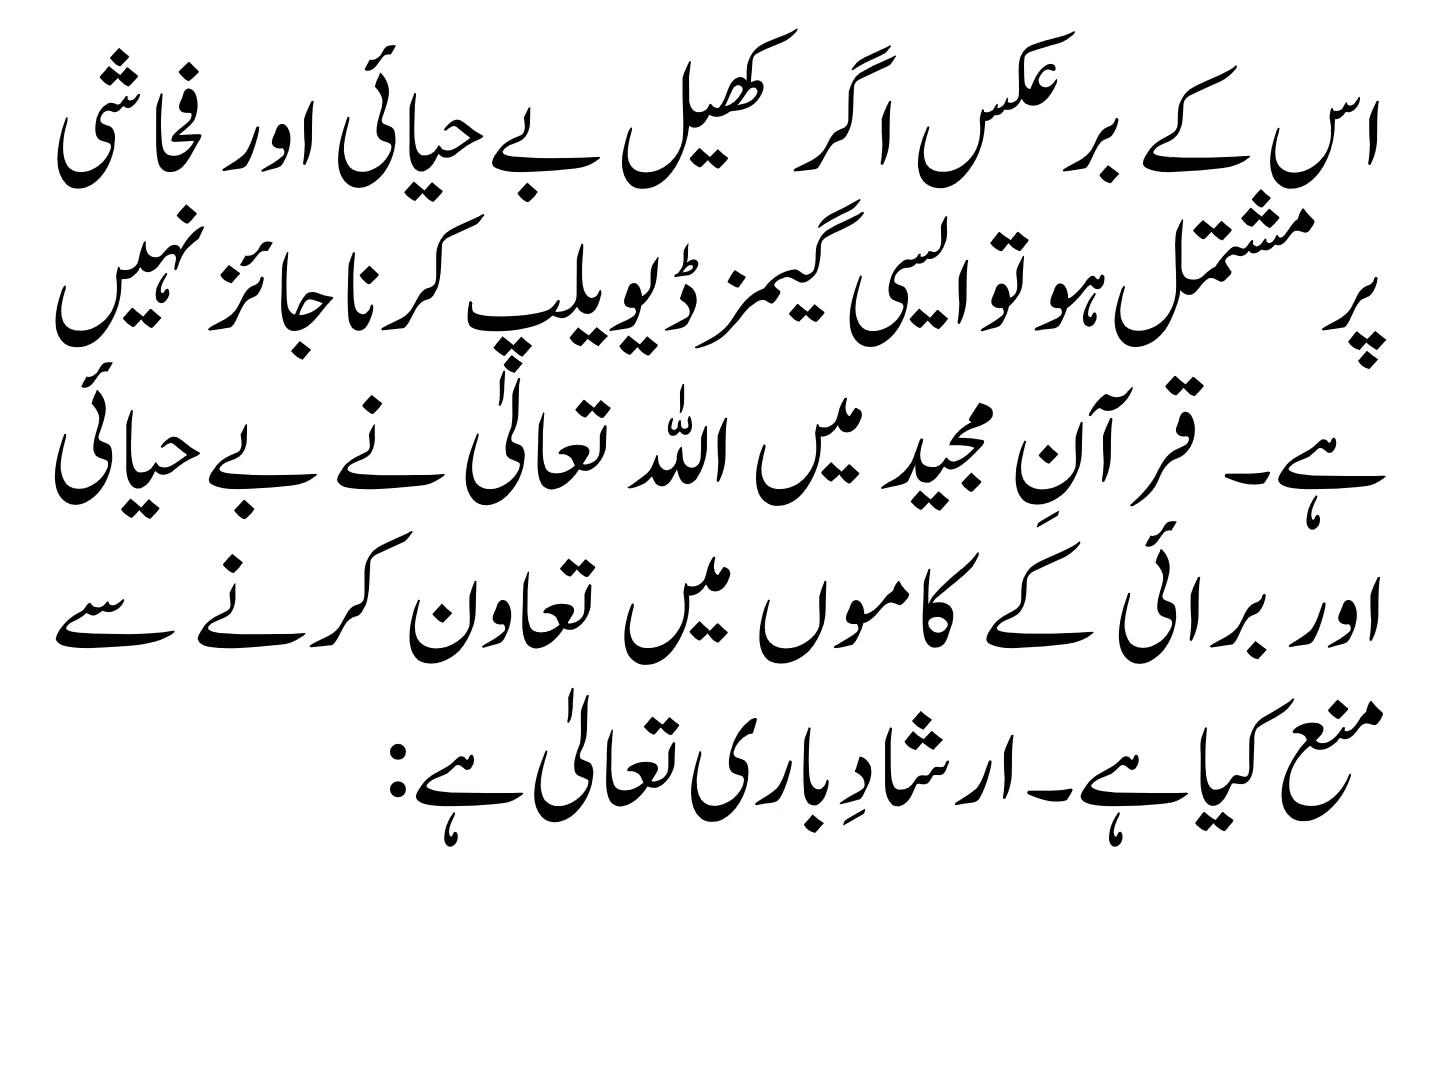 اس کے برعکس اگر کھیل بے حیائی اور فحاشی
پر مشتمل ہو تو ایسی گیمز ڈیویلپ کرنا جائز نہیں
ہے۔ قرآنِ مجید میں اللہ تعالیٰ نے بے حیائی
اور برائی کے کاموں میں تعاون کرنے سے
منع کیا ہے۔ ارشادِ باری تعالیٰ ہے: